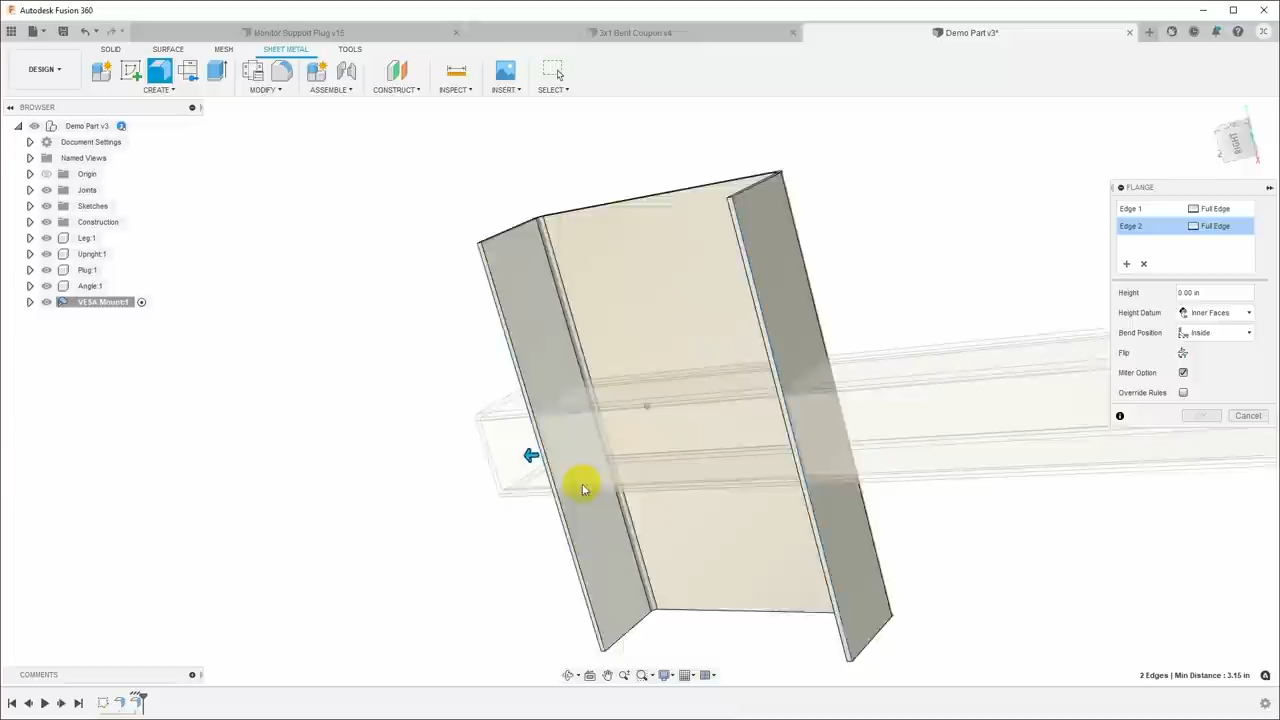 Autodesk Fusion 360
Monitor Support Plug v15
3x1 Bent Coupon v4
Demo Part v3*
SOLID
SURFACE
MESH
SHEET METAL
TOOLS
DESIGN
CREATE
MODIFY
ASSEMBLE
CONSTRUCT
INSPECT
INSERT
SELECT
BROWSER
Demo Part v3
Document Settings
Named Views
Origin
Joints
Sketches
Construction
Leg:1
Upright:1
Plug:1
Angle:1
VESA Mount:1
RIGHT
FLANGE
Edge 1 Full Edge
Edge 2 Full Edge
Height 0.00 in
Height Datum Inner Faces
Bend Position Inside
Flip
Miter Option
Override Rules
Cancel
COMMENTS
2 Edges | Min Distance : 3.15 in